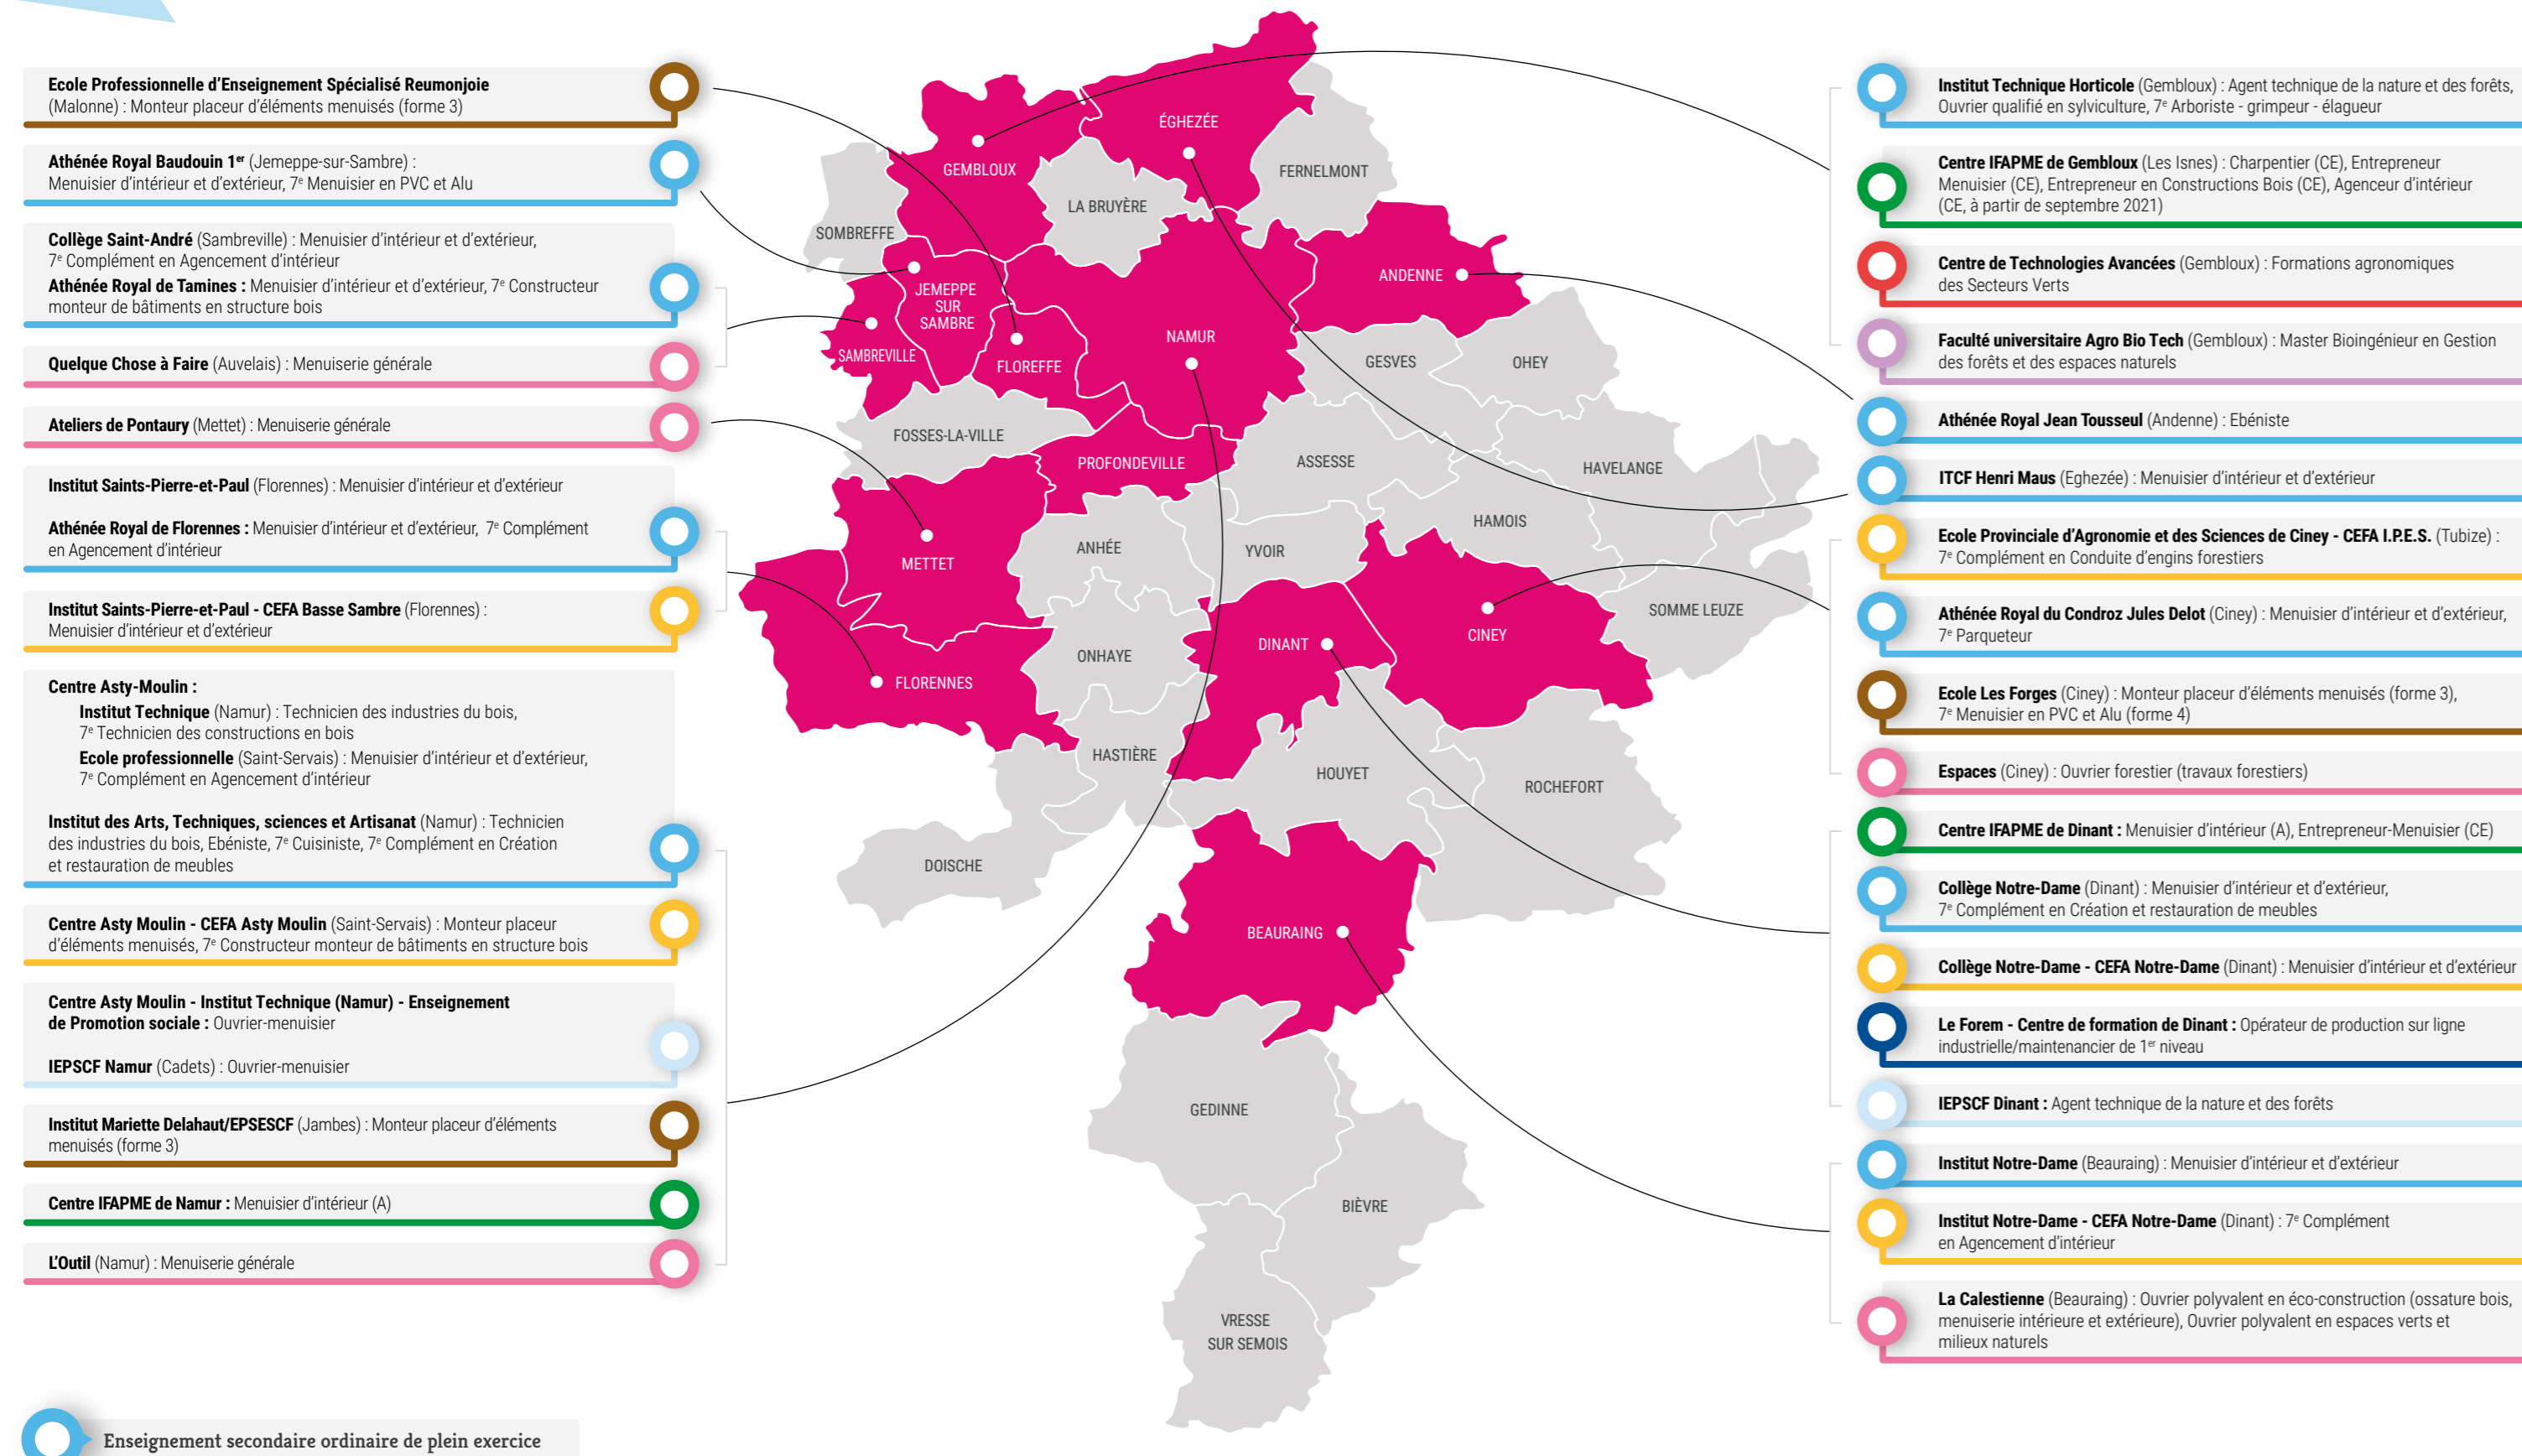 Ecole Professionnelle d’Enseignement Spécialisé Reumonjoie
(Malonne) : Monteur placeur d’éléments menuisés (forme 3)
Athénée Royal Baudouin 1er (Jemeppe-sur-Sambre) :
Menuisier d’intérieur et d’extérieur, 7e Menuisier en PVC et Alu
Collège Saint-André (Sambreville) : Menuisier d’intérieur et d’extérieur,
7e Complément en Agencement d’intérieur
Athénée Royal de Tamines : Menuisier d’intérieur et d’extérieur, 7e Constructeur
monteur de bâtiments en structure bois
Quelque Chose à Faire (Auvelais) : Menuiserie générale
Ateliers de Pontaury (Mettet) : Menuiserie générale
Institut Saints-Pierre-et-Paul (Florennes) : Menuisier d’intérieur et d’extérieur
Athénée Royal de Florennes : Menuisier d’intérieur et d’extérieur, 7e Complément
en Agencement d’intérieur
Institut Saints-Pierre-et-Paul - CEFA Basse Sambre (Florennes) :
Menuisier d’intérieur et d’extérieur
Centre Asty-Moulin :
Institut Technique (Namur) : Technicien des industries du bois,
7e Technicien des constructions en bois
Ecole professionnelle (Saint-Servais) : Menuisier d’intérieur et d’extérieur,
7e Complément en Agencement d’intérieur
Institut des Arts, Techniques, sciences et Artisanat (Namur) : Technicien
des industries du bois, Ebéniste, 7e Cuisiniste, 7e Complément en Création
et restauration de meubles
Centre Asty Moulin - CEFA Asty Moulin (Saint-Servais) : Monteur placeur
d’éléments menuisés, 7e Constructeur monteur de bâtiments en structure bois
Centre Asty Moulin - Institut Technique (Namur) - Enseignement
de Promotion sociale : Ouvrier-menuisier
IEPSCF Namur (Cadets) : Ouvrier-menuisier
Institut Mariette Delahaut/EPSESCF (Jambes) : Monteur placeur d’éléments
menuisés (forme 3)
Centre IFAPME de Namur : Menuisier d’intérieur (A)
L’Outil (Namur) : Menuiserie générale
Enseignement secondaire ordinaire de plein exercice
ÉGHEZÉE
GEMBLOUX
FERNELMONT
LA BRUYÈRE
SOMBREFFE
ANDENNE
JEMEPPE
SUR
SAMBRE
NAMUR
SAMBREVILLE
FLOREFFE
GESVES
OHEY
FOSSES-LA-VILLE
PROFONDEVILLE
ASSESSE
HAVELANGE
HAMOIS
ANHÉE
YVOIR
METTET
SOMME LEUZE
CINEY
DINANT
ONHAYE
FLORENNES
HASTIÈRE
HOUYET
ROCHEFORT
DOISCHE
BEAURAING
GEDINNE
BIÈVRE
VRESSE
SUR SEMOIS
Institut Technique Horticole (Gembloux) : Agent technique de la nature et des forêts,
Ouvrier qualifié en sylviculture, 7e Arboriste - grimpeur - élagueur
Centre IFAPME de Gembloux (Les Isnes) : Charpentier (CE), Entrepreneur
Menuisier (CE), Entrepreneur en Constructions Bois (CE), Agenceur d’intérieur
(CE, à partir de septembre 2021)
Centre de Technologies Avancées (Gembloux) : Formations agronomiques
des Secteurs Verts
Faculté universitaire Agro Bio Tech (Gembloux) : Master Bioingénieur en Gestion
des forêts et des espaces naturels
Athénée Royal Jean Tousseul (Andenne) : Ebéniste
ITCF Henri Maus (Eghezée) : Menuisier d’intérieur et d’extérieur
Ecole Provinciale d’Agronomie et des Sciences de Ciney - CEFA I.P.E.S. (Tubize) :
7e Complément en Conduite d’engins forestiers
Athénée Royal du Condroz Jules Delot (Ciney) : Menuisier d’intérieur et d’extérieur,
7e Parqueteur
Ecole Les Forges (Ciney) : Monteur placeur d’éléments menuisés (forme 3),
7e Menuisier en PVC et Alu (forme 4)
Espaces (Ciney) : Ouvrier forestier (travaux forestiers)
Centre IFAPME de Dinant : Menuisier d’intérieur (A), Entrepreneur-Menuisier (CE)
Collège Notre-Dame (Dinant) : Menuisier d’intérieur et d’extérieur,
7e Complément en Création et restauration de meubles
Collège Notre-Dame - CEFA Notre-Dame (Dinant) : Menuisier d’intérieur et d’extérieur
Le Forem - Centre de formation de Dinant : Opérateur de production sur ligne
industrielle/maintenancier de 1er niveau
IEPSCF Dinant : Agent technique de la nature et des forêts
Institut Notre-Dame (Beauraing) : Menuisier d’intérieur et d’extérieur
Institut Notre-Dame - CEFA Notre-Dame (Dinant) : 7e Complément
en Agencement d’intérieur
La Calestienne (Beauraing) : Ouvrier polyvalent en éco-construction (ossature bois,
menuiserie intérieure et extérieure), Ouvrier polyvalent en espaces verts et
milieux naturels